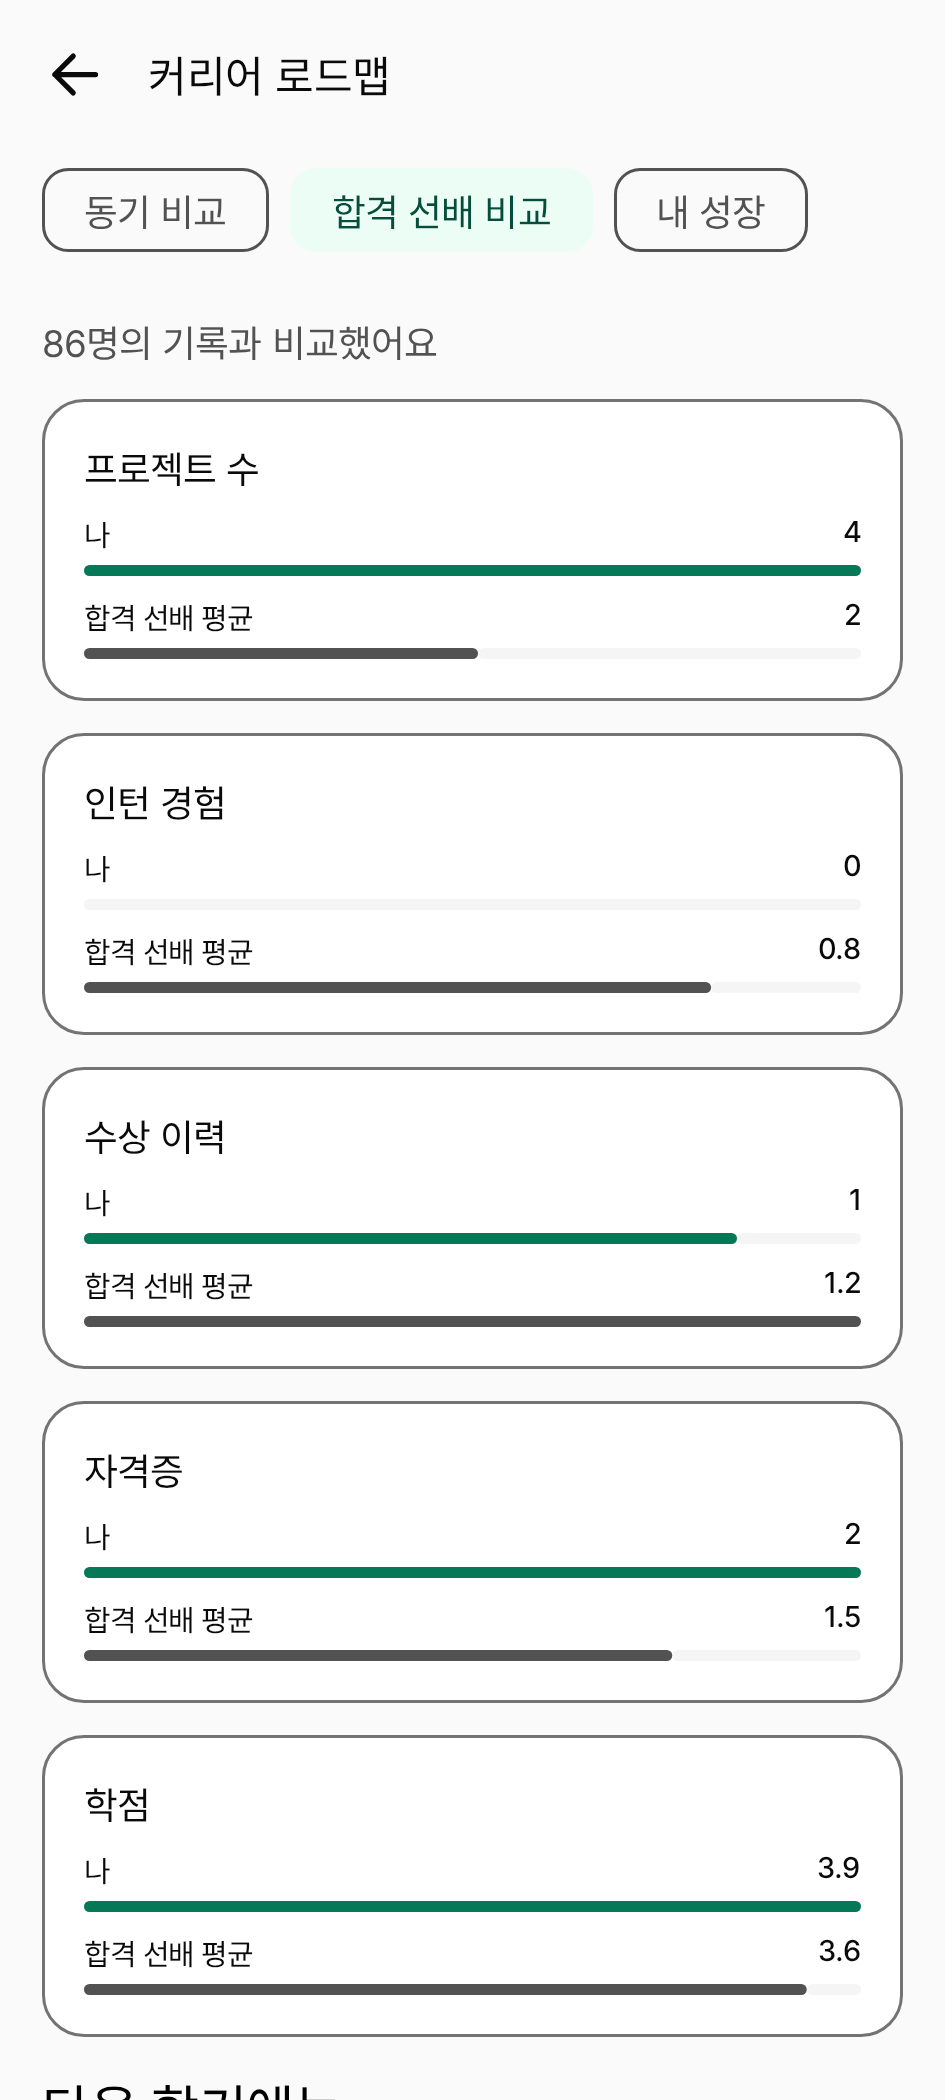 커리어 로드맵
동기 비교
합격 선배 비교
내 성장
86명의 기록과 비교했어요
프로젝트 수
나 4
합격 선배 평균 2
인턴 경험
나 0
합격 선배 평균 0.8
수상 이력
나 1
합격 선배 평균 1.2
자격증
나 2
합격 선배 평균 1.5
학점
나 3.9
합격 선배 평균 3.6